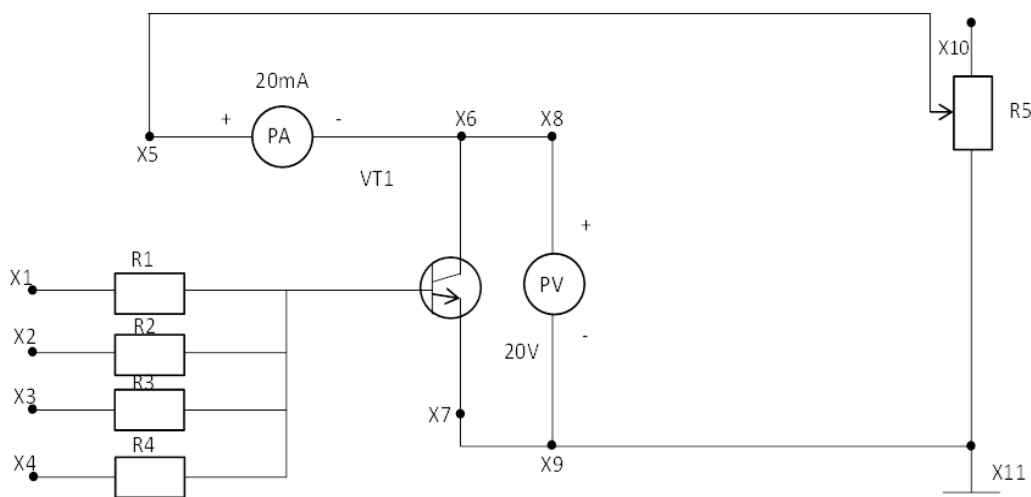 X10
R5
20mA
+
-
X6
X8
X5
PA
VT1
+
R1
X1
PV
R2
X2
-
20V
R3
X3
X7
R4
X4
X9
X11